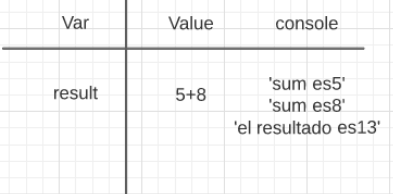 Var Value console
result 5+8 'sum es5'
'sum es8'
'el resultado es13'